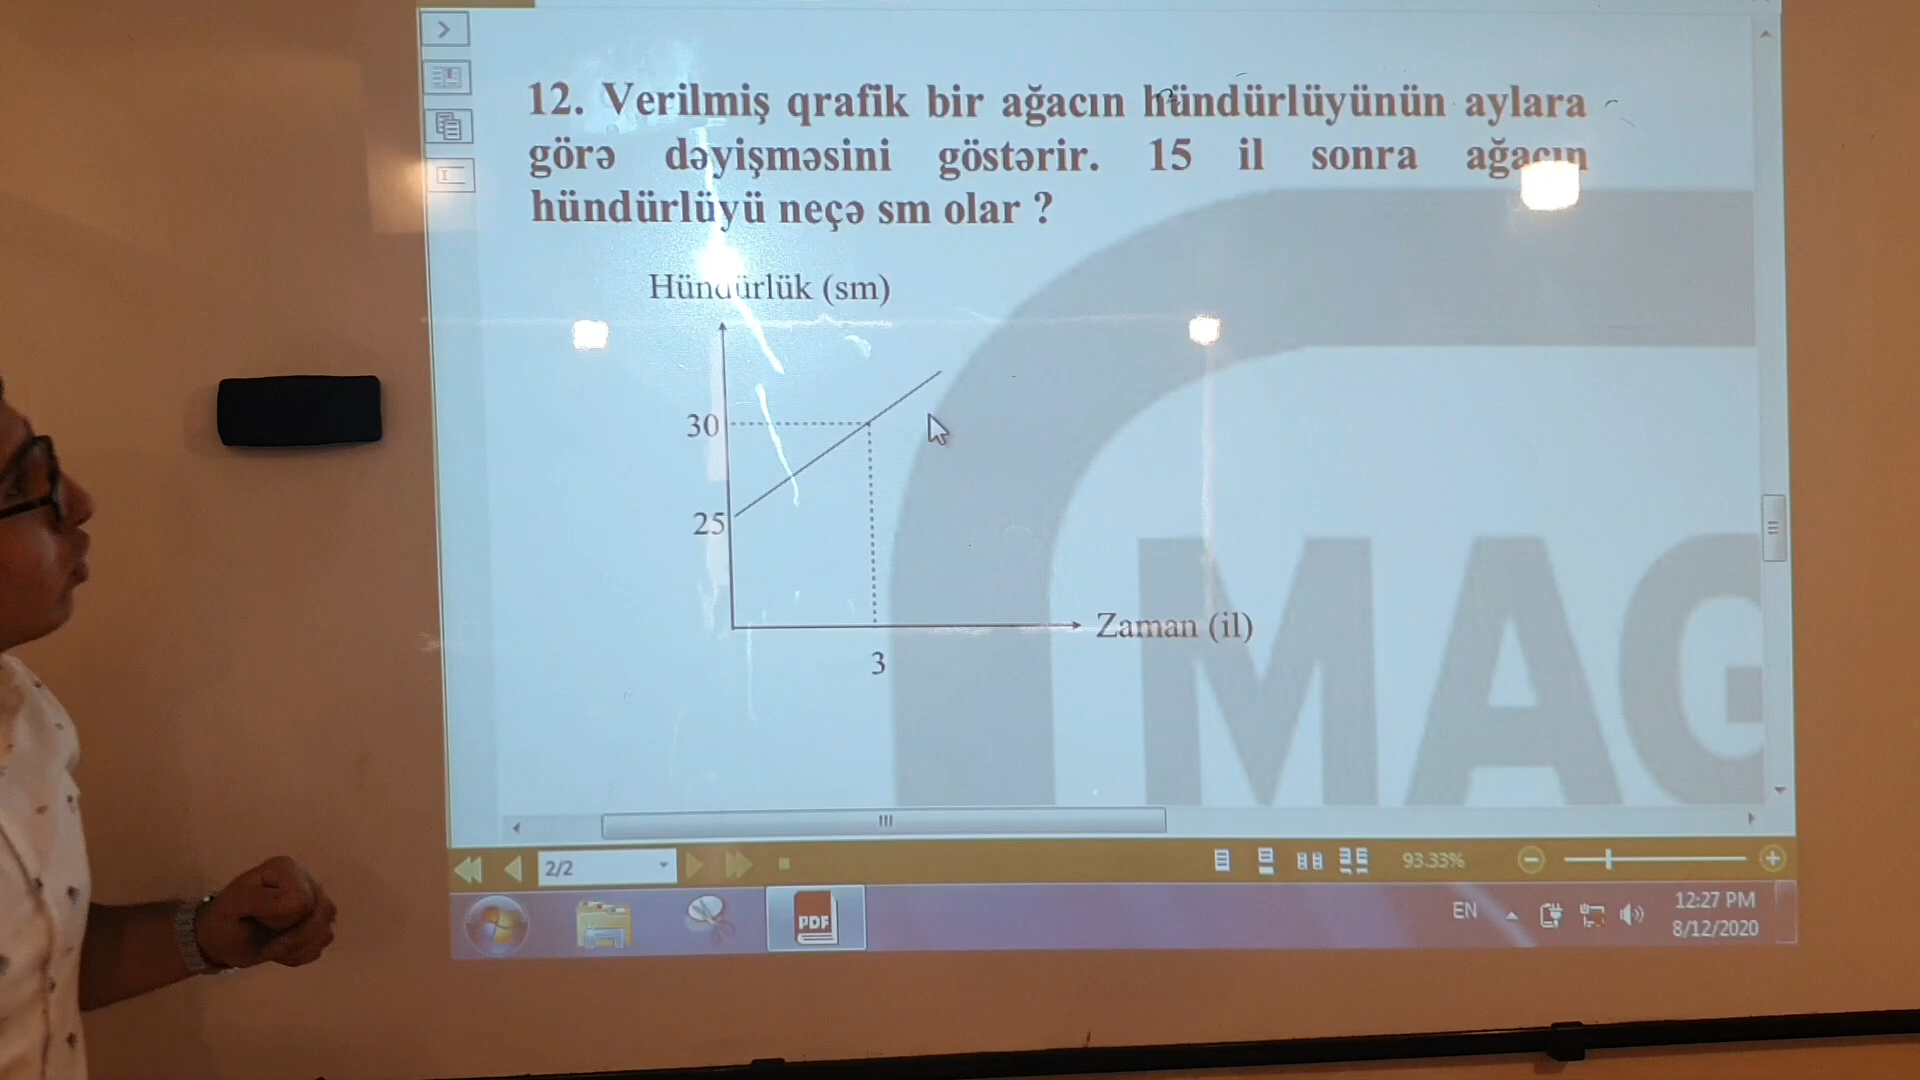 12. Verilmiş qrafik bir ağacın hündürlüyünün aylara
görə dəyişməsini göstərir. 15 il sonra ağacın
hündürlüyü neçə sm olar ?
Hündürlük (sm)
30
25
3
Zaman (il)
MAG
2/2
93.33%
PDF
EN
12:27 PM
8/12/2020